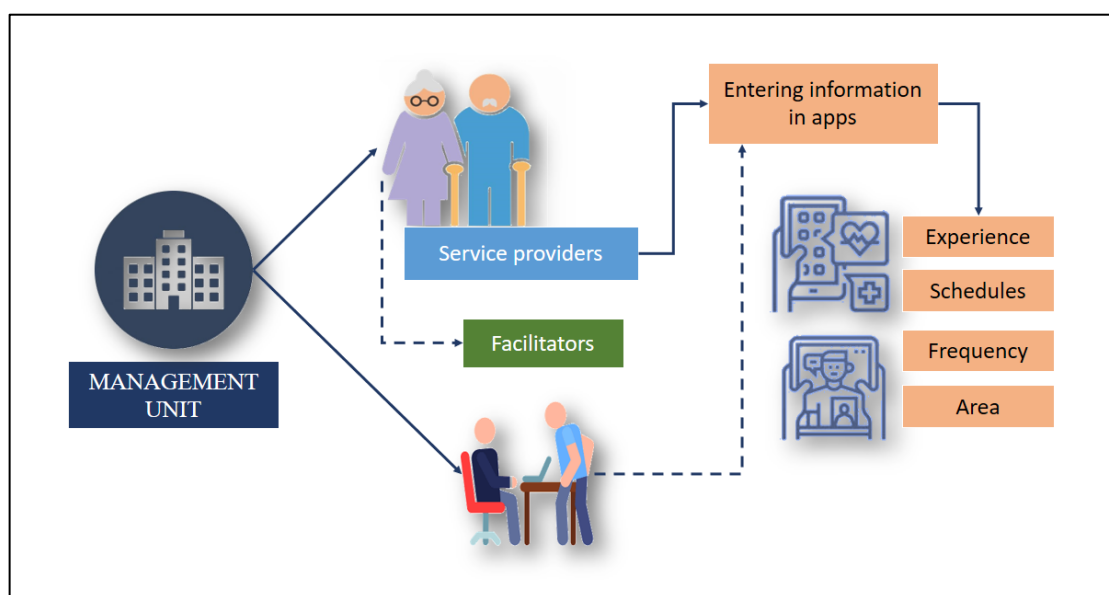 MANAGEMENT
UNIT
Service providers
Facilitators
Entering information
in apps
Experience
Schedules
Frequency
Area